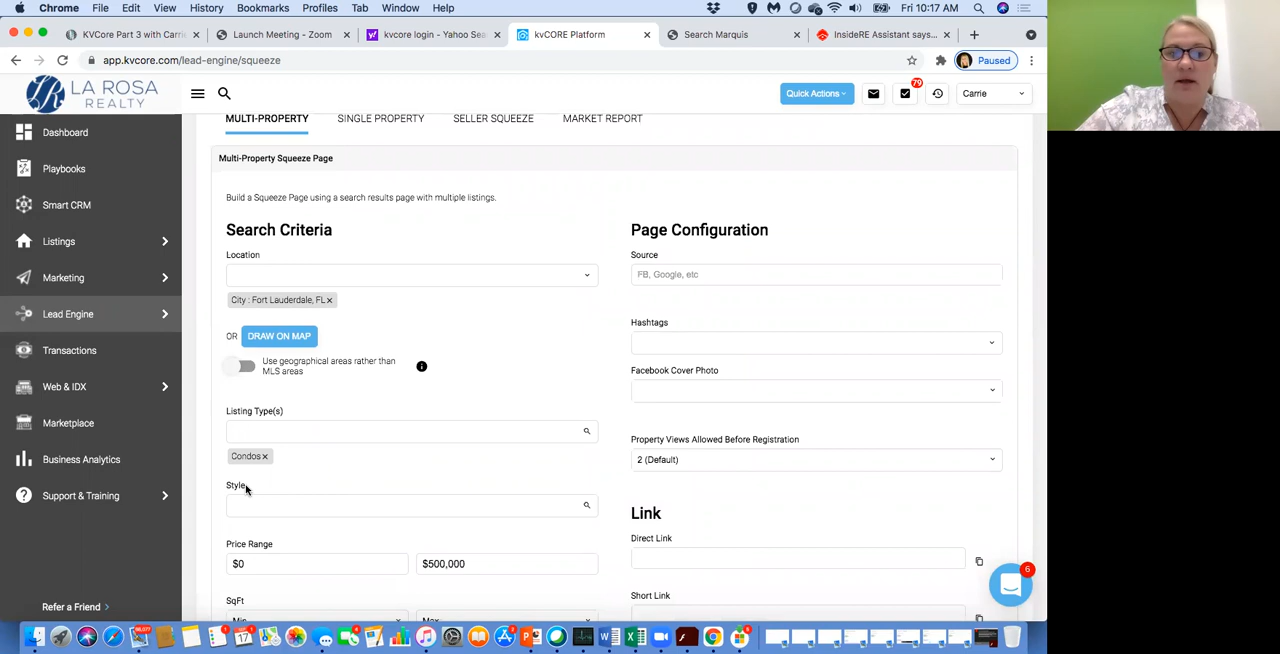 Chrome File Edit View History Bookmarks Profiles Tab Window Help Fri 10:17 AM
KVCore Part 3 with Carri Launch Meeting - Zoom kvcore login - Yahoo Sea kvCORE Platform Search Marquis InsideRE Assistant says...
app.kvcore.com/lead-engine/squeeze Paused
LA ROSA
REALTY
Quick Actions 79 Carrie
Dashboard
Playbooks
Smart CRM
Listings
Marketing
Lead Engine
Transactions
Web & IDX
Marketplace
Business Analytics
Support & Training
Refer a Friend
MULTI-PROPERTY SINGLE PROPERTY SELLER SQUEEZE MARKET REPORT
Multi-Property Squeeze Page
Build a Squeeze Page using a search results page with multiple listings.
Search Criteria
Location
City : Fort Lauderdale, FL ×
OR DRAW ON MAP
Use geographical areas rather than
MLS areas
Listing Type(s)
Condos ×
Style
Price Range
$0 $500,000
SqFt
Min Max
Page Configuration
Source
FB, Google, etc
Hashtags
Facebook Cover Photo
Property Views Allowed Before Registration
2 (Default)
Link
Direct Link
Short Link
6